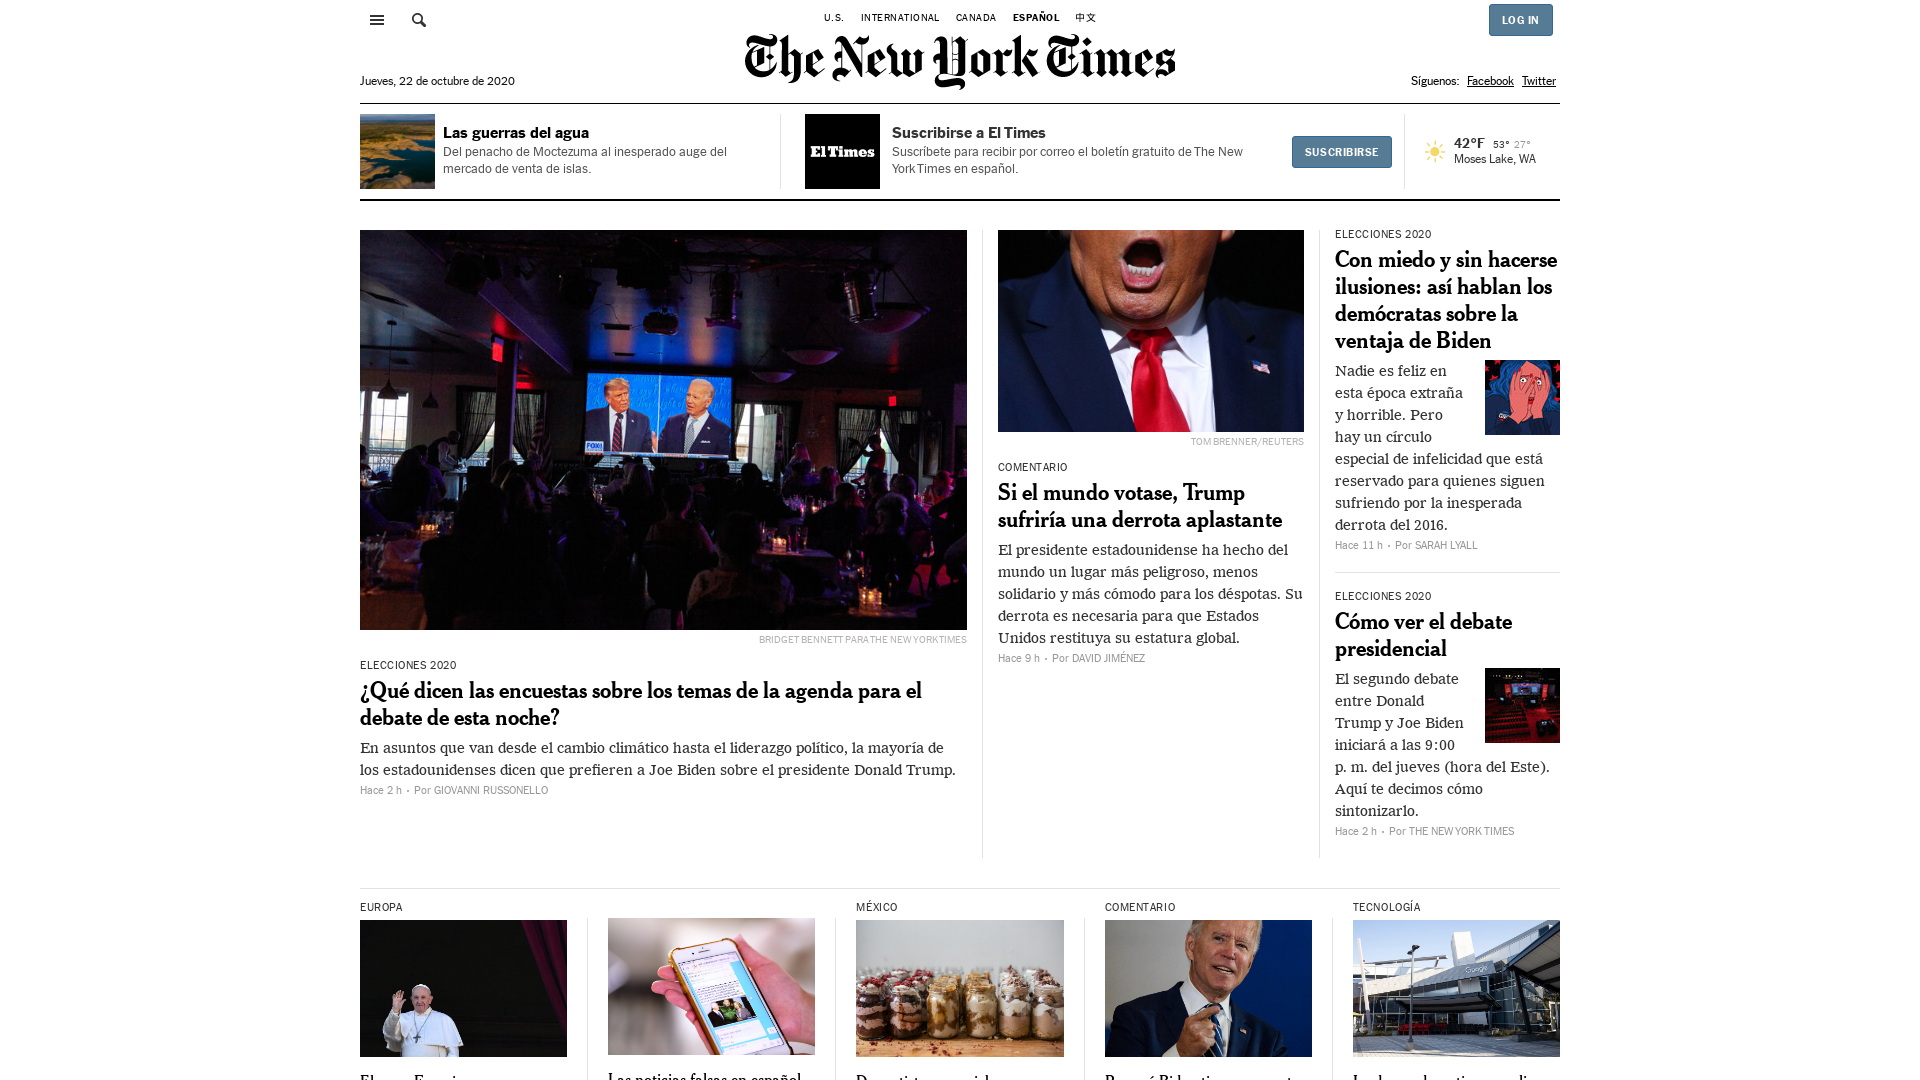 U.S. INTERNATIONAL CANADA ESPAÑOL 中文
LOG IN
The New York Times
Jueves, 22 de octubre de 2020
Síguenos: Facebook Twitter
Las guerras del agua
Del penacho de Moctezuma al inesperado auge del
mercado de venta de islas.
El Times
Suscribirse a El Times
Suscríbete para recibir por correo el boletín gratuito de The New
York Times en español.
SUSCRIBIRSE
42°F 53° 27°
Moses Lake, WA
BRIDGET BENNETT PARA THE NEW YORK TIMES
ELECCIONES 2020
¿Qué dicen las encuestas sobre los temas de la agenda para el
debate de esta noche?
En asuntos que van desde el cambio climático hasta el liderazgo político, la mayoría de
los estadounidenses dicen que prefieren a Joe Biden sobre el presidente Donald Trump.
Hace 2 h • Por GIOVANNI RUSSONELLO
TOM BRENNER/REUTERS
COMENTARIO
Si el mundo votase, Trump
sufriría una derrota aplastante
El presidente estadounidense ha hecho del
mundo un lugar más peligroso, menos
solidario y más cómodo para los déspotas. Su
derrota es necesaria para que Estados
Unidos restituya su estatura global.
Hace 9 h • Por DAVID JIMÉNEZ
ELECCIONES 2020
Con miedo y sin hacerse
ilusiones: así hablan los
demócratas sobre la
ventaja de Biden
Nadie es feliz en
esta época extraña
y horrible. Pero
hay un círculo
especial de infelicidad que está
reservado para quienes siguen
sufriendo por la inesperada
derrota del 2016.
Hace 11 h • Por SARAH LYALL
ELECCIONES 2020
Cómo ver el debate
presidencial
El segundo debate
entre Donald
Trump y Joe Biden
iniciará a las 9:00
p. m. del jueves (hora del Este).
Aquí te decimos cómo
sintonizarlo.
Hace 2 h • Por THE NEW YORK TIMES
EUROPA
MÉXICO
COMENTARIO
TECNOLOGÍA
Google
Las noticias falsas en español